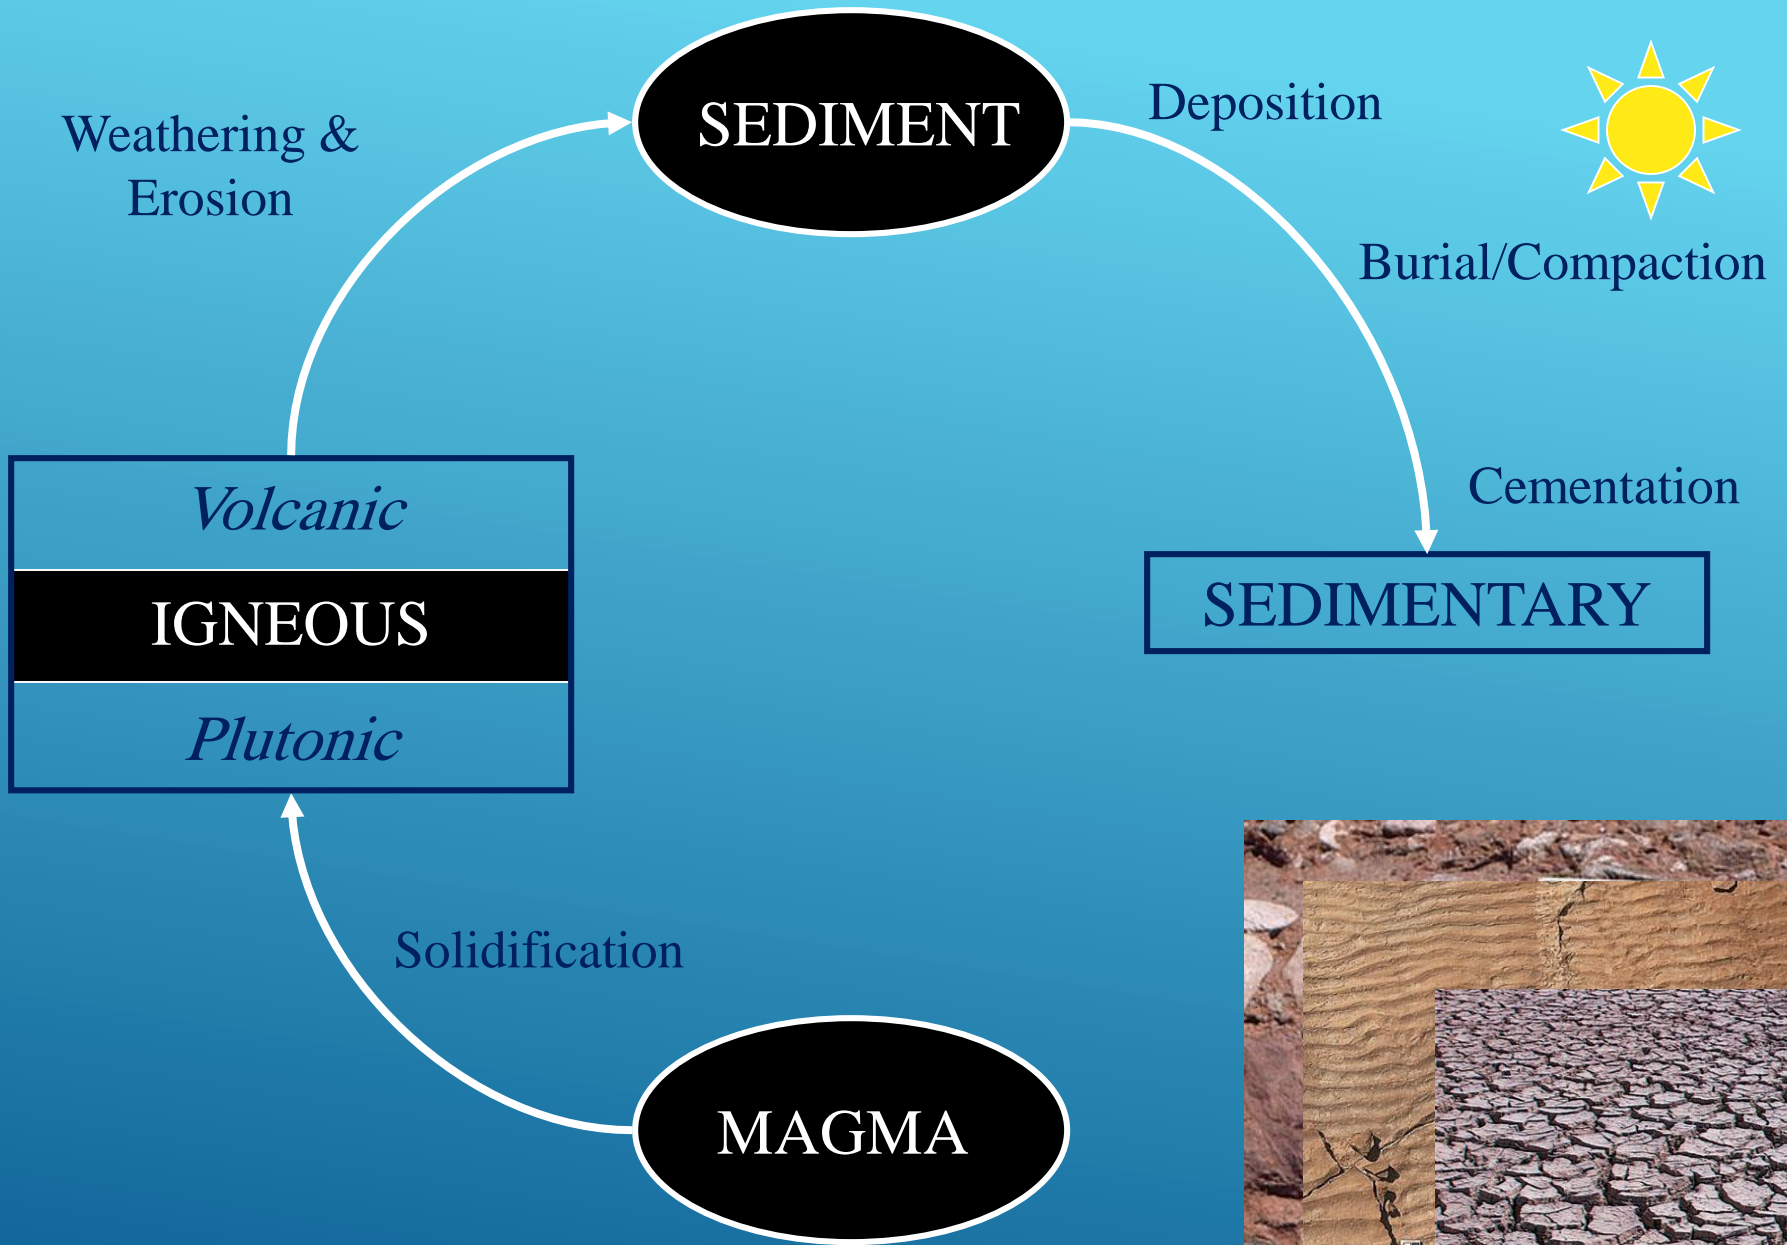 SEDIMENT
Deposition
Weathering &
Erosion
Burial/Compaction
Cementation
Volcanic
IGNEOUS
Plutonic
SEDIMENTARY
Solidification
MAGMA